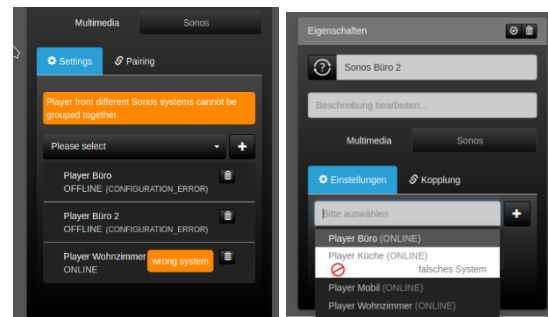 Multimedia
Sonos
Settings
Pairing
Player from different Sonos systems cannot be
grouped together.
Please select
Player Büro
OFFLINE (CONFIGURATION_ERROR)
Player Büro 2
OFFLINE (CONFIGURATION_ERROR)
Player Wohnzimmer
wrong system
ONLINE
Eigenschaften
Sonos Büro 2
Beschreibung bearbeiten...
Multimedia
Sonos
Einstellungen
Kopplung
Bitte auswählen
Player Büro (ONLINE)
Player Küche (ONLINE)
falsches System
Player Mobil (ONLINE)
Player Wohnzimmer (ONLINE)